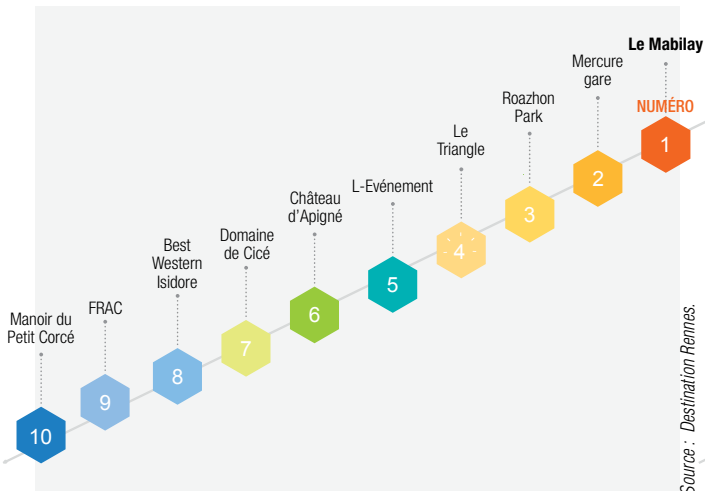 Le Mabilay
NUMÉRO
1
Mercure
gare
2
Roazhon
Park
3
Le
Triangle
4
L-Evénement
5
Château
d'Apigné
6
Domaine
de Cicé
7
Best
Western
Isidore
8
FRAC
9
Manoir du
Petit Corcé
10
Source : Destination Rennes.